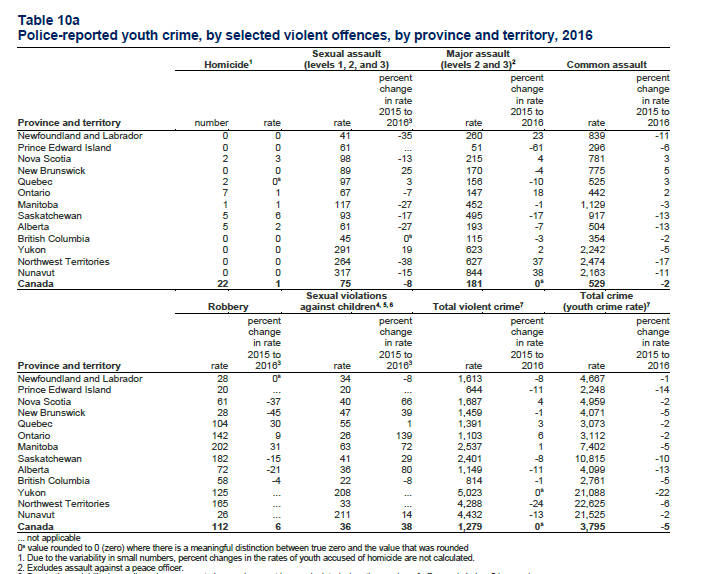 Table 10a
Police-reported youth crime, by selected violent offences, by province and territory, 2016
Homicide1 Sexual assault (levels 1, 2, and 3) Major assault (levels 2 and 3)2 Common assault
Province and territory number rate rate percent change in rate 2015 to 20163 rate percent change in rate 2015 to 2016 rate percent change in rate 2015 to 2016
Newfoundland and Labrador 0 0 41 -35 260 23 839 -11
Prince Edward Island 0 0 61 ... 51 -61 296 -6
Nova Scotia 2 3 98 -13 215 4 781 3
New Brunswick 0 0 89 25 170 -4 775 5
Quebec 2 0s 97 3 156 -10 525 3
Ontario 7 1 67 -7 147 18 442 2
Manitoba 1 1 117 -27 452 -1 1,129 -3
Saskatchewan 5 6 93 -17 495 -17 917 -13
Alberta 5 2 61 -27 193 -7 504 -13
British Columbia 0 0 45 0s 115 -3 354 -2
Yukon 0 0 291 19 623 2 2,242 -5
Northwest Territories 0 0 264 -38 627 37 2,474 -17
Nunavut 0 0 317 -15 844 38 2,163 -11
Canada 22 1 75 -8 181 0s 529 -2
Robbery Sexual violations against children4, 5, 6 Total violent crime7 Total crime (youth crime rate)7
Province and territory rate percent change in rate 2015 to 20163 rate percent change in rate 2015 to 20163 rate percent change in rate 2015 to 2016 rate percent change in rate 2015 to 2016
Newfoundland and Labrador 28 0s 34 -8 1,613 -8 4,667 -1
Prince Edward Island 20 ... 20 ... 644 -11 2,248 -14
Nova Scotia 61 -37 40 66 1,687 4 4,959 -2
New Brunswick 28 -45 47 39 1,459 -1 4,071 -5
Quebec 104 30 55 1 1,391 3 3,073 -2
Ontario 142 9 26 139 1,103 6 3,112 -2
Manitoba 202 31 63 72 2,537 1 7,402 -5
Saskatchewan 182 -15 41 29 2,401 -8 10,815 -10
Alberta 72 -21 36 80 1,149 -11 4,099 -13
British Columbia 58 -4 22 -8 814 -1 2,761 -5
Yukon 125 ... 208 ... 5,023 0s 21,088 -22
Northwest Territories 165 ... 33 ... 4,288 -24 22,625 -6
Nunavut 26 ... 211 14 4,432 -13 21,525 -2
Canada 112 6 36 38 1,279 0s 3,795 -5
... not applicable
0s value rounded to 0 (zero) where there is a meaningful distinction between true zero and the value that was rounded
1. Due to the variability in small numbers, percent changes in the rates of youth accused of homicide are not calculated.
2. Excludes assault against a peace officer.